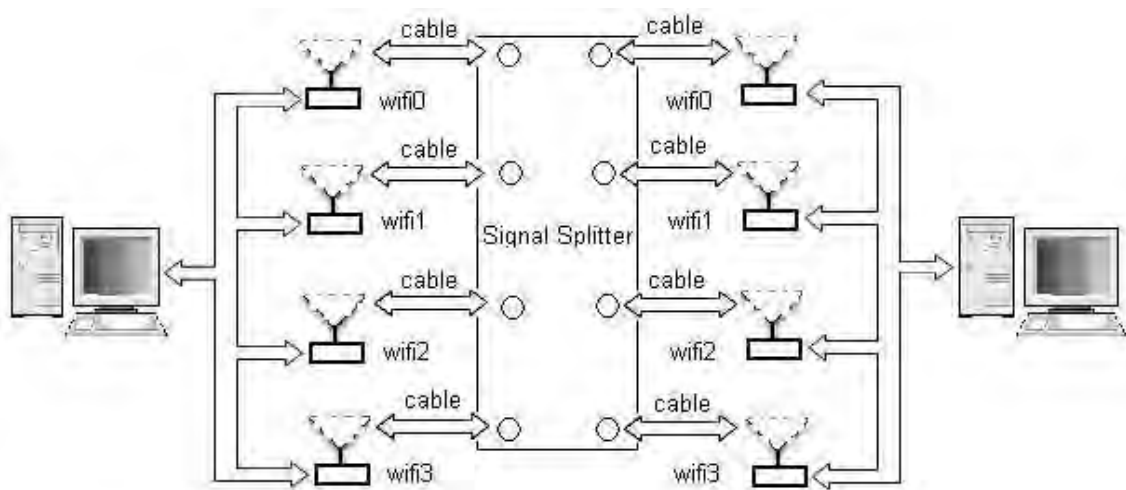 cable cable
wifi0 wifi0
cable cable
wifi1 wifi1
Signal Splitter
cable cable
wifi2 wifi2
cable cable
wifi3 wifi3